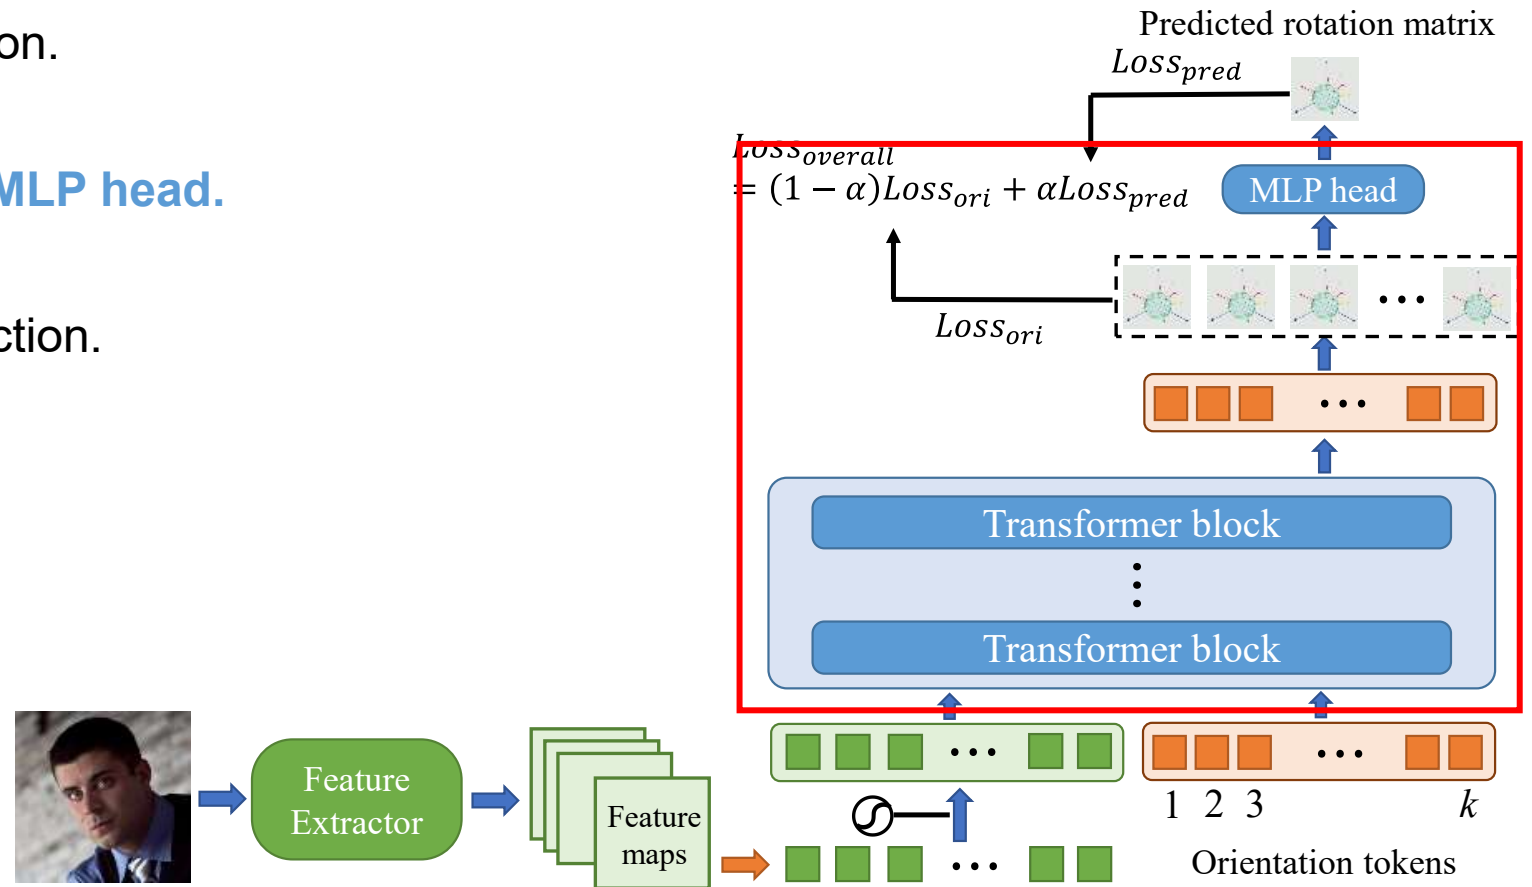 on.
MLP head.
ction.
Predicted rotation matrix
Loss_pred
Loss_overall
= (1 − α)Loss_ori + αLoss_pred
MLP head
Loss_ori
Transformer block
Transformer block
Feature
Extractor
Feature
maps
1 2 3 k
Orientation tokens